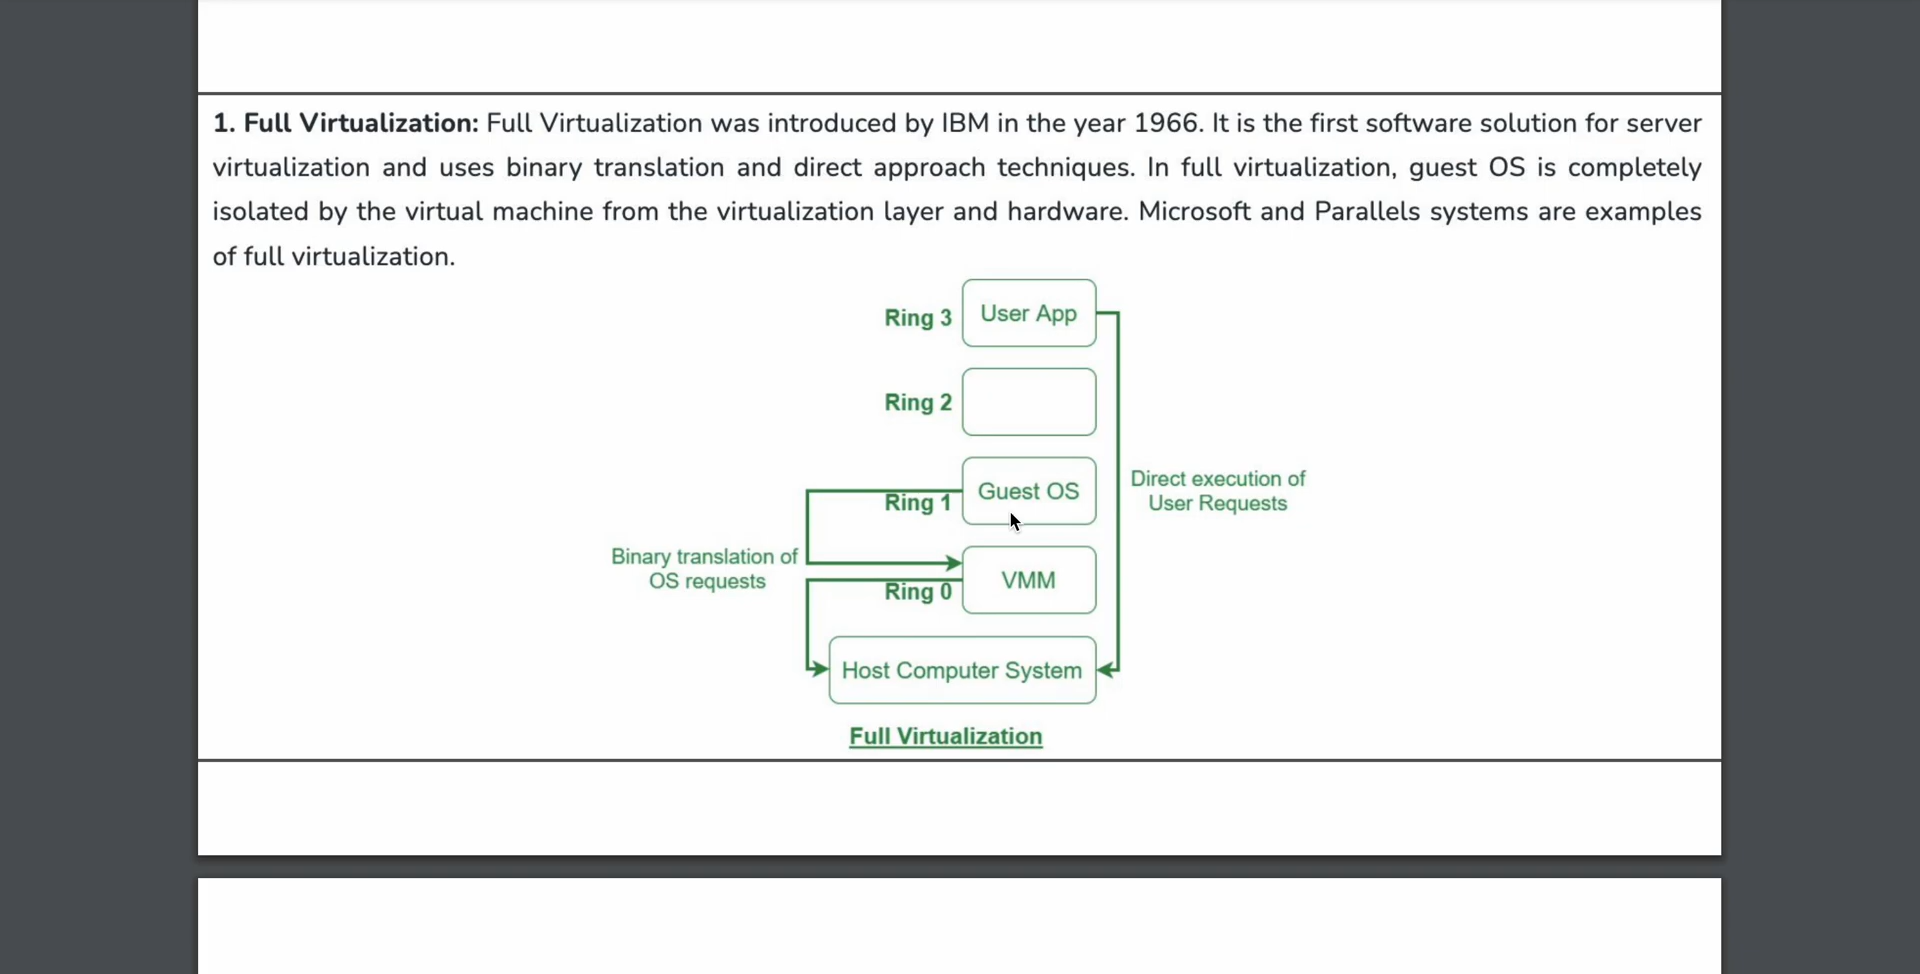 1. Full Virtualization: Full Virtualization was introduced by IBM in the year 1966. It is the first software solution for server
virtualization and uses binary translation and direct approach techniques. In full virtualization, guest OS is completely
isolated by the virtual machine from the virtualization layer and hardware. Microsoft and Parallels systems are examples
of full virtualization.
Ring 3
User App
Ring 2
Ring 1
Guest OS
Direct execution of
User Requests
Binary translation of
OS requests
Ring 0
VMM
Host Computer System
Full Virtualization